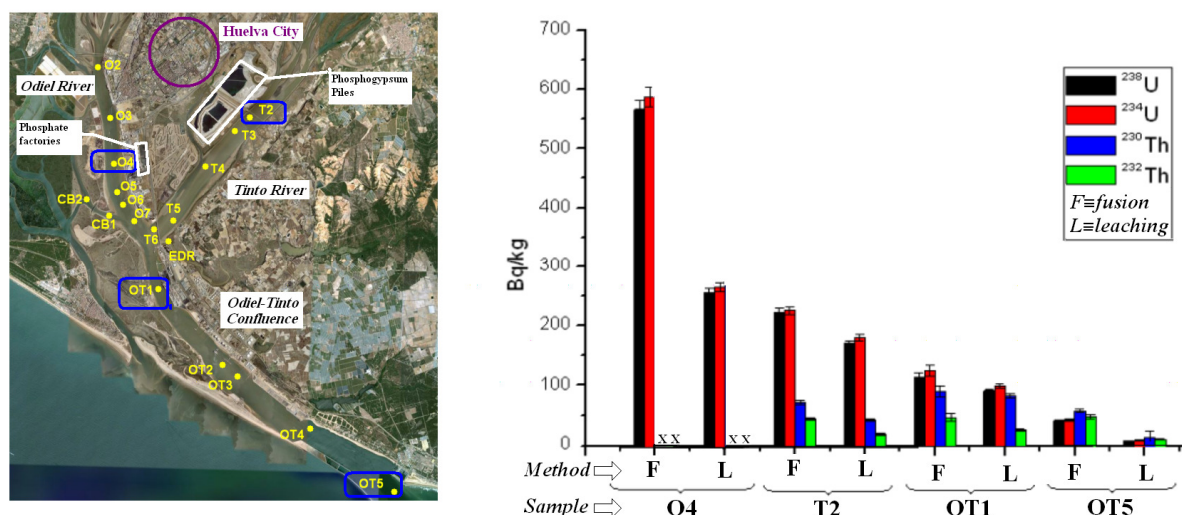 Huelva City
O2
Odiel River
Phosphogypsum
Piles
O3
T2
T3
Phosphate
factories
O4
T4
O5
Tinto River
CB2
O6
O7
T5
CB1
T6
EDR
OT1
Odiel-Tinto
Confluence
OT2
OT3
OT4
OT5
700
600
500
400
300
200
100
0
Bq/kg
²³⁸U
²³⁴U
²³⁰Th
²³²Th
F≡fusion
L≡leaching
x x x x
Method F L F L F L F L
Sample O4 T2 OT1 OT5